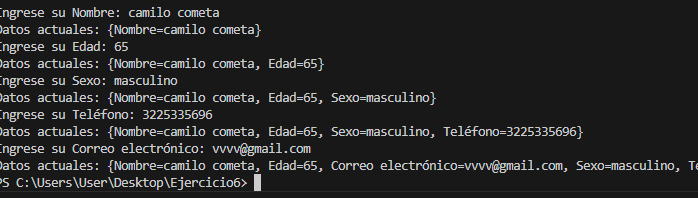 Ingrese su Nombre: camilo cometa
Datos actuales: {Nombre=camilo cometa}
Ingrese su Edad: 65
Datos actuales: {Nombre=camilo cometa, Edad=65}
Ingrese su Sexo: masculino
Datos actuales: {Nombre=camilo cometa, Edad=65, Sexo=masculino}
Ingrese su Teléfono: 3225335696
Datos actuales: {Nombre=camilo cometa, Edad=65, Sexo=masculino, Teléfono=3225335696}
Ingrese su Correo electrónico: vvvv@gmail.com
Datos actuales: {Nombre=camilo cometa, Edad=65, Correo electrónico=vvvv@gmail.com, Sexo=masculino, Te
PS C:\Users\User\Desktop\Ejercicio6>